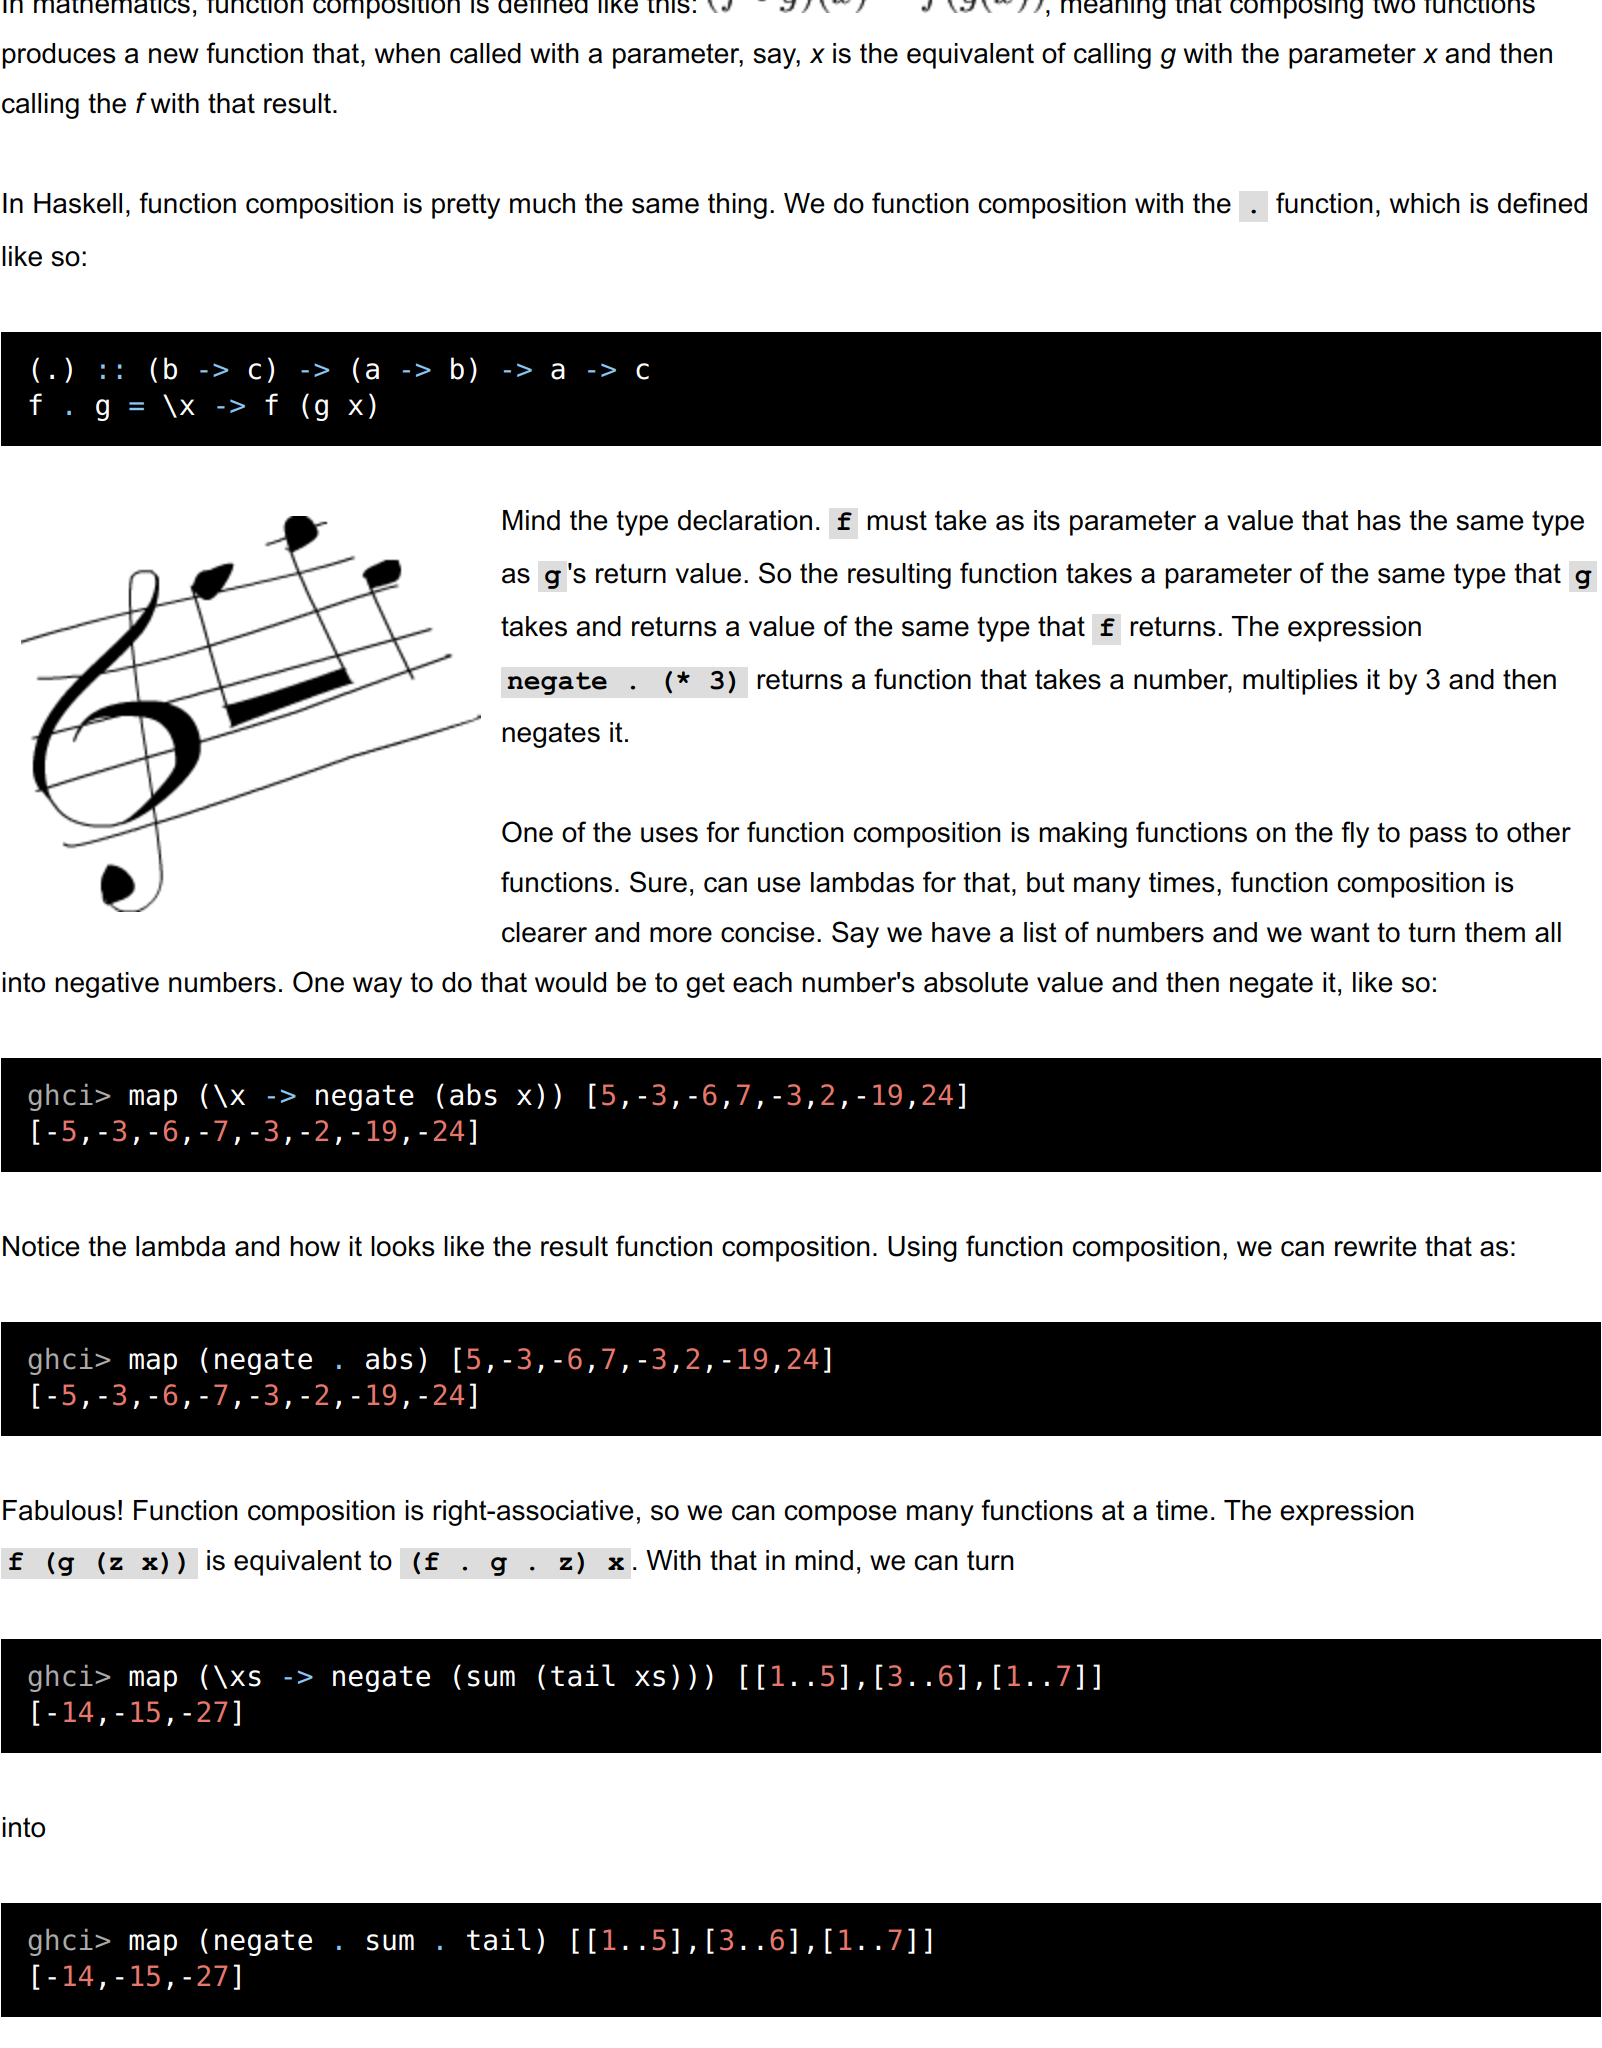 In mathematics, function composition is defined like this: (f ∘ g)(x) = f(g(x)), meaning that composing two functions
produces a new function that, when called with a parameter, say, x is the equivalent of calling g with the parameter x and then
calling the f with that result.
In Haskell, function composition is pretty much the same thing. We do function composition with the . function, which is defined
like so:
(.) :: (b -> c) -> (a -> b) -> a -> c
f . g = \x -> f (g x)
Mind the type declaration. f must take as its parameter a value that has the same type
as g's return value. So the resulting function takes a parameter of the same type that g
takes and returns a value of the same type that f returns. The expression
negate . (* 3) returns a function that takes a number, multiplies it by 3 and then
negates it.
One of the uses for function composition is making functions on the fly to pass to other
functions. Sure, can use lambdas for that, but many times, function composition is
clearer and more concise. Say we have a list of numbers and we want to turn them all
into negative numbers. One way to do that would be to get each number's absolute value and then negate it, like so:
ghci> map (\x -> negate (abs x)) [5,-3,-6,7,-3,2,-19,24]
[-5,-3,-6,-7,-3,-2,-19,-24]
Notice the lambda and how it looks like the result function composition. Using function composition, we can rewrite that as:
ghci> map (negate . abs) [5,-3,-6,7,-3,2,-19,24]
[-5,-3,-6,-7,-3,-2,-19,-24]
Fabulous! Function composition is right-associative, so we can compose many functions at a time. The expression
f (g (z x)) is equivalent to (f . g . z) x. With that in mind, we can turn
ghci> map (\xs -> negate (sum (tail xs))) [[1..5],[3..6],[1..7]]
[-14,-15,-27]
into
ghci> map (negate . sum . tail) [[1..5],[3..6],[1..7]]
[-14,-15,-27]